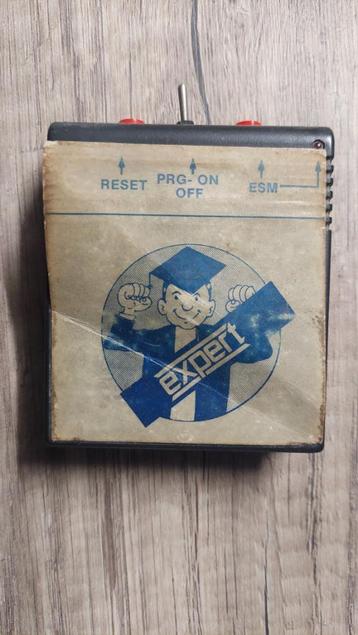 RESET PRG- ON ESM
OFF
expert